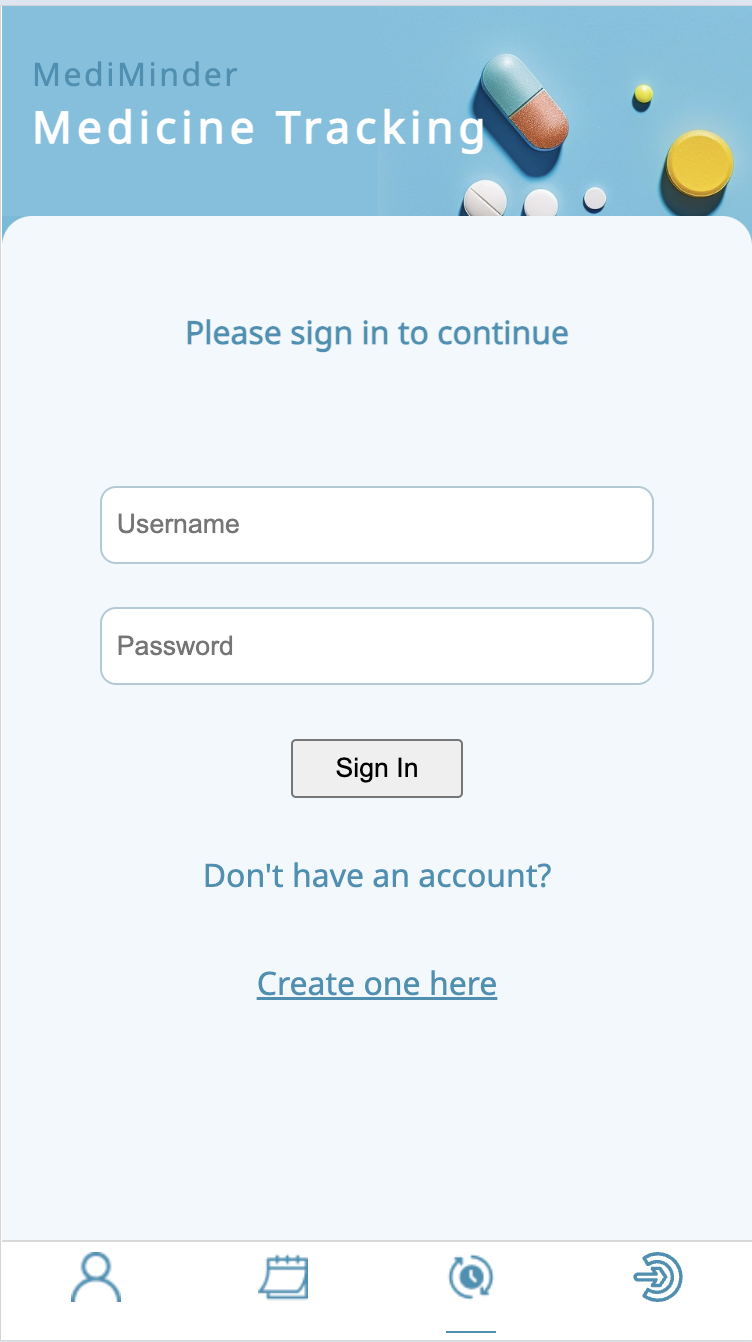 MediMinder
Medicine Tracking
Please sign in to continue
Username
Password
Sign In
Don't have an account?
Create one here